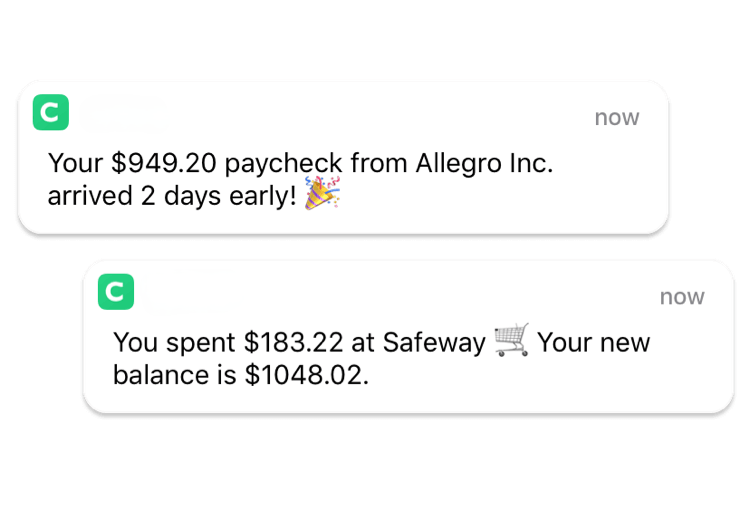 C
now
Your $949.20 paycheck from Allegro Inc.
arrived 2 days early! 🎉
C
now
You spent $183.22 at Safeway 🛒 Your new
balance is $1048.02.